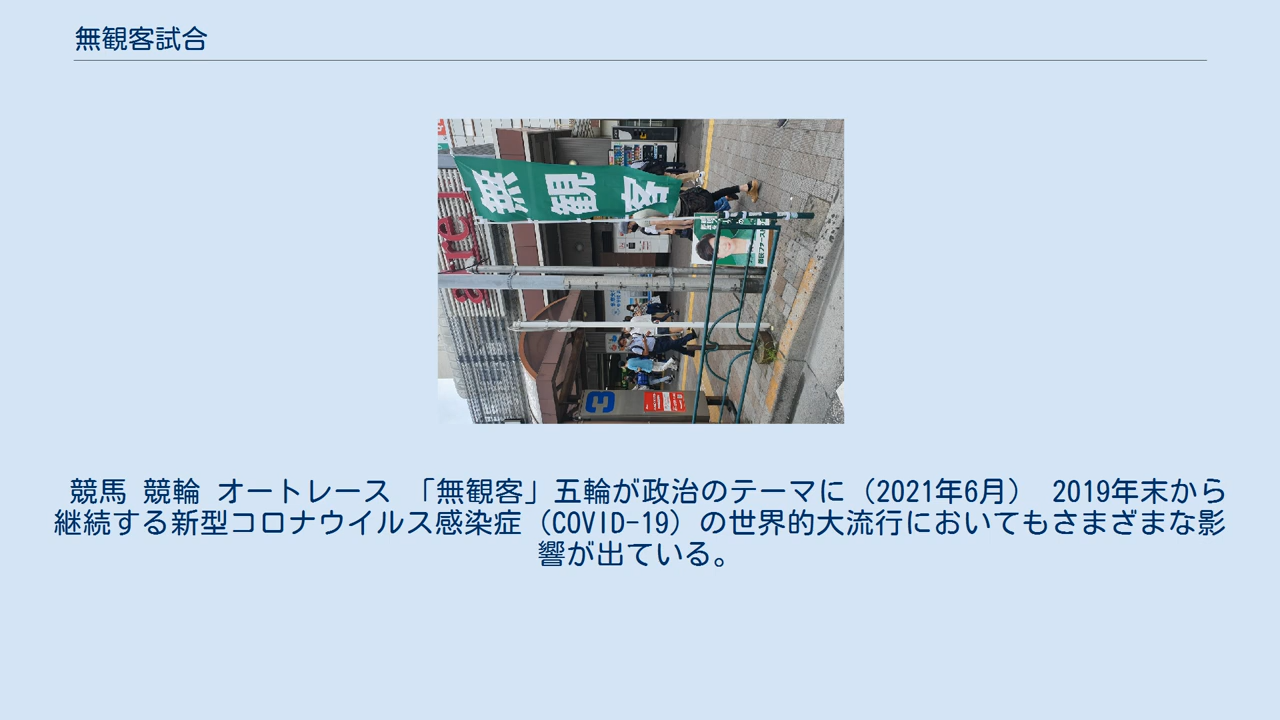 無観客試合
無観客
3
競馬 競輪 オートレース 「無観客」五輪が政治のテーマに（2021年6月） 2019年末から
継続する新型コロナウイルス感染症（COVID-19）の世界的大流行においてもさまざまな影
響が出ている。